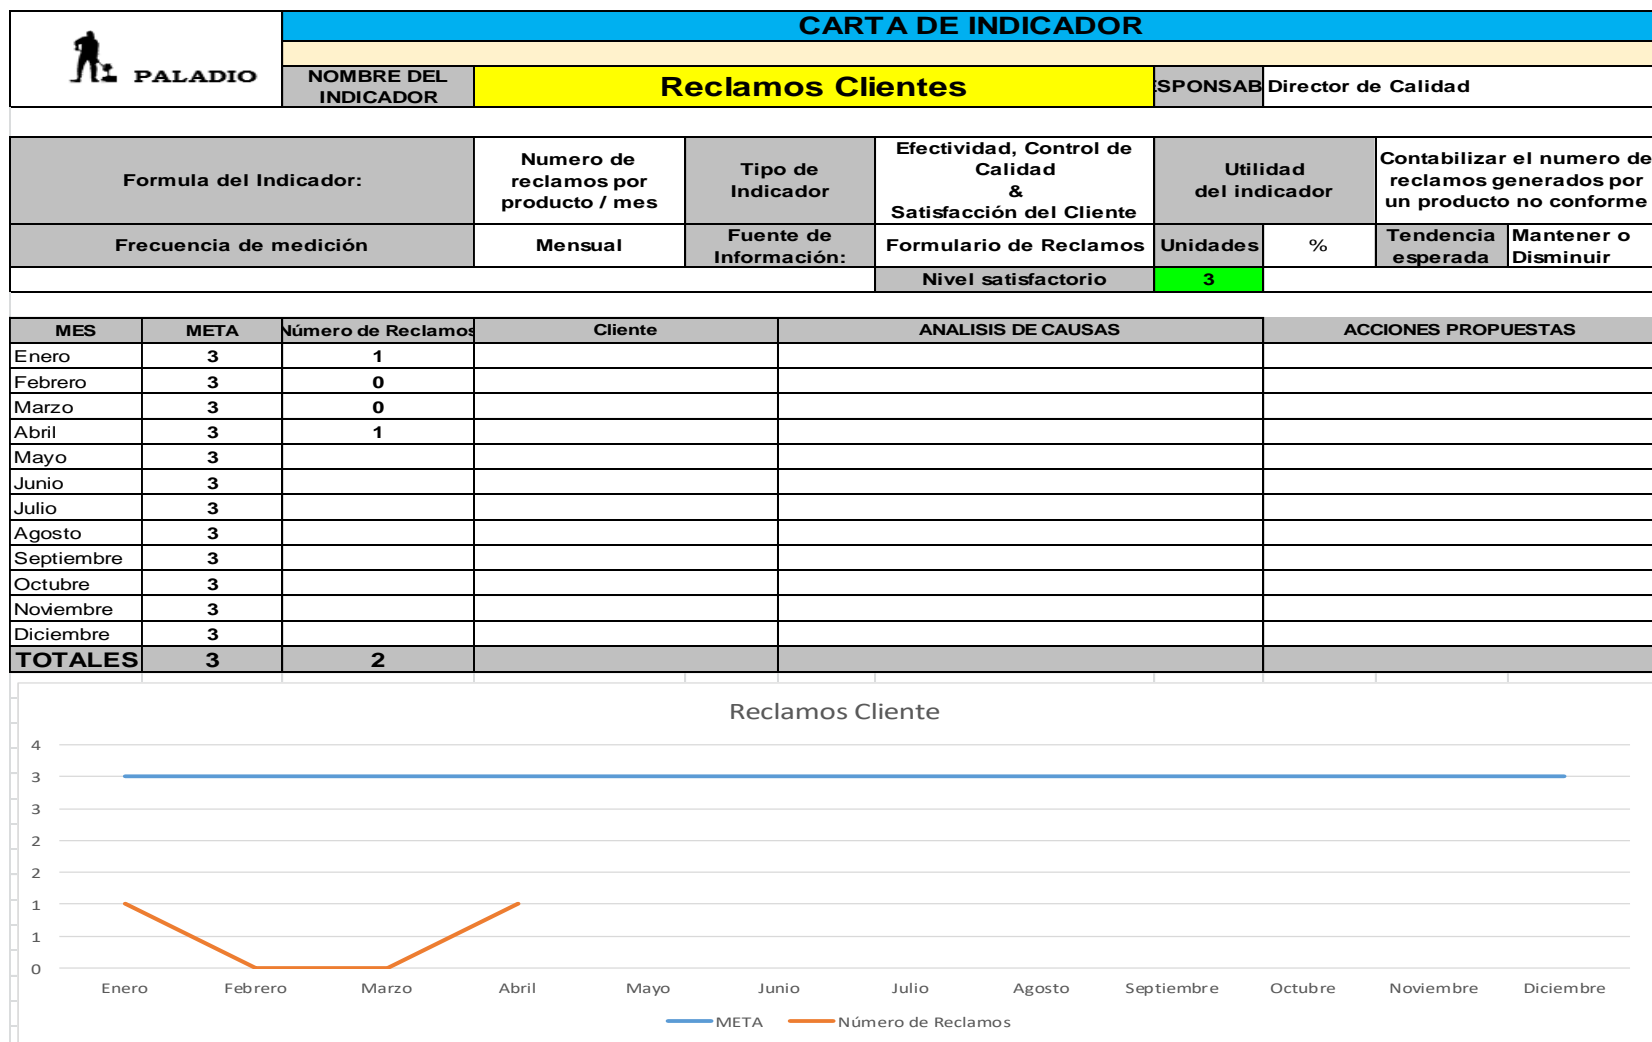 CARTA DE INDICADOR
PALADIO
NOMBRE DEL
INDICADOR
Reclamos Clientes
ESPONSAB
Director de Calidad
Formula del Indicador:
Numero de
reclamos por
producto / mes
Tipo de
Indicador
Efectividad, Control de
Calidad
&
Satisfacción del Cliente
Utilidad
del indicador
Contabilizar el numero de
reclamos generados por
un producto no conforme
Frecuencia de medición
Mensual
Fuente de
Información:
Formulario de Reclamos
Unidades
%
Tendencia
esperada
Mantener o
Disminuir
Nivel satisfactorio
3
MES META Número de Reclamos Cliente ANALISIS DE CAUSAS ACCIONES PROPUESTAS
Enero 3 1
Febrero 3 0
Marzo 3 0
Abril 3 1
Mayo 3
Junio 3
Julio 3
Agosto 3
Septiembre 3
Octubre 3
Noviembre 3
Diciembre 3
TOTALES 3 2
Reclamos Cliente
4
3
3
2
2
1
1
0
Enero Febrero Marzo Abril Mayo Junio Julio Agosto Septiembre Octubre Noviembre Diciembre
META Número de Reclamos